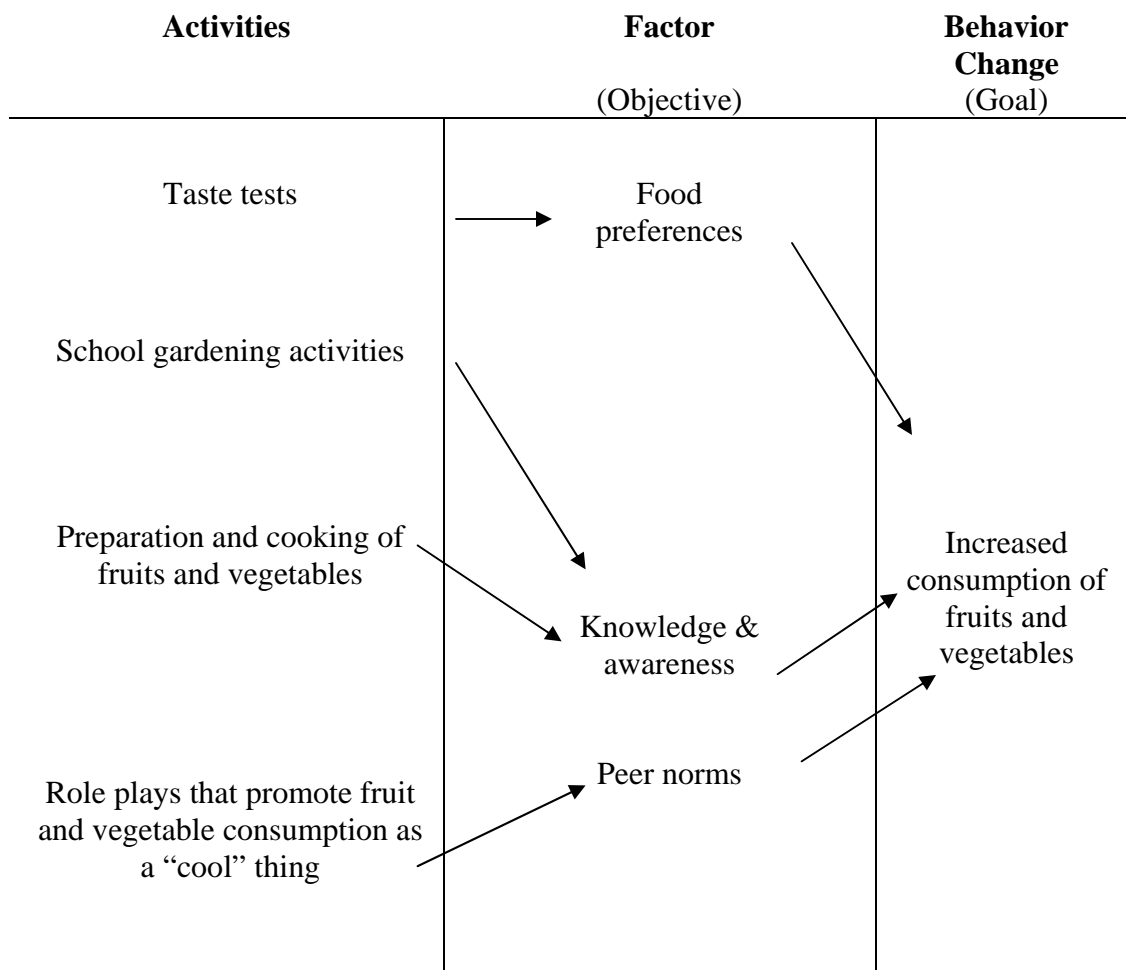 Activities
Factor
(Objective)
Behavior
Change
(Goal)
Taste tests
Food
preferences
School gardening activities
Preparation and cooking of
fruits and vegetables
Knowledge &
awareness
Increased
consumption of
fruits and
vegetables
Role plays that promote fruit
and vegetable consumption as
a “cool” thing
Peer norms